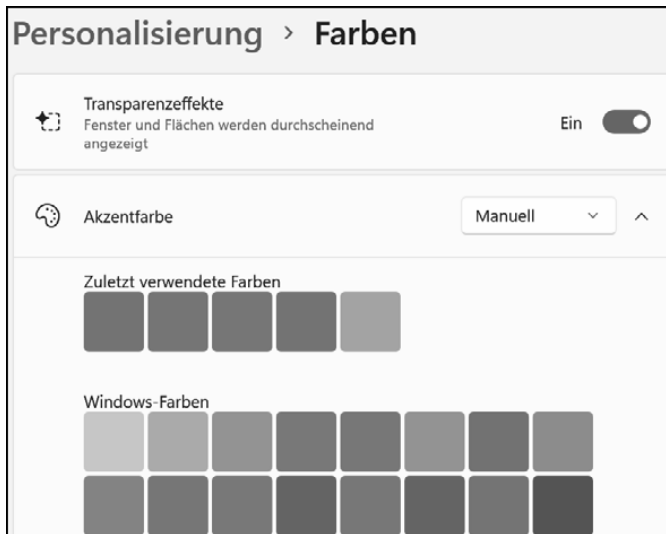 Personalisierung > Farben
Transparenzeffekte
Fenster und Flächen werden durchscheinend
angezeigt
Ein
Akzentfarbe
Manuell
Zuletzt verwendete Farben
Windows-Farben